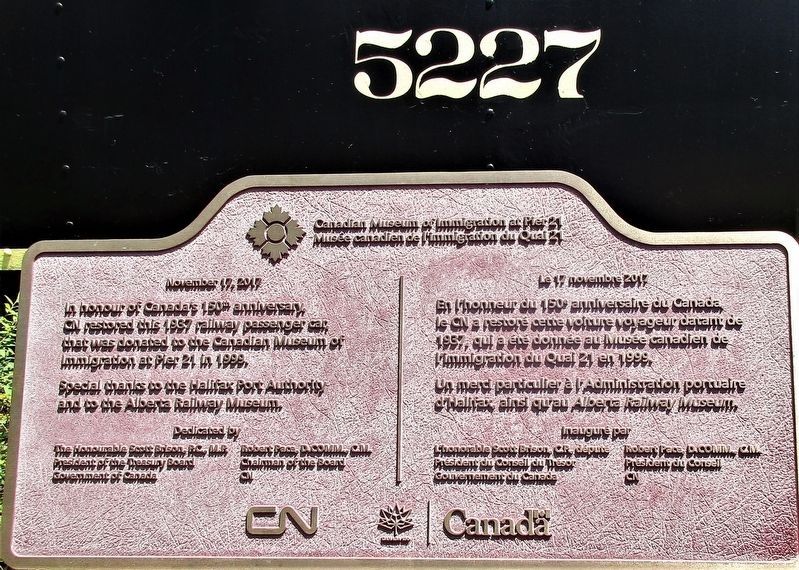 5227
Canadian Museum of Immigration at Pier 21
Musée canadien de l'immigration du Quai 21
November 17, 2017
In honour of Canada's 150th anniversary,
CN restored this 1937 railway passenger car,
that was donated to the Canadian Museum of
Immigration at Pier 21 in 1999.
Special thanks to the Halifax Port Authority
and to the Alberta Railway Museum.
Dedicated by
The Honourable Scott Brison, P.C., M.P.
President of the Treasury Board
Government of Canada
Robert Pace, D.COMM., C.M.
Chairman of the Board
CN
Le 17 novembre 2017
En l'honneur du 150e anniversaire du Canada,
le CN a restoré cette voiture voyageur datant de
1937, qui a été donnée au Musée canadien de
l'immigration du Quai 21 en 1999.
Un merci particulier à l'Administration portuaire
d'Halifax, ainsi qu'au Alberta Railway Museum.
Inauguré par
L'honorable Scott Brison, C.P., député
Président du Conseil du Trésor
Gouvernement du Canada
Robert Pace, D.COMM., C.M.
Président du Conseil
CN
CN
Canada